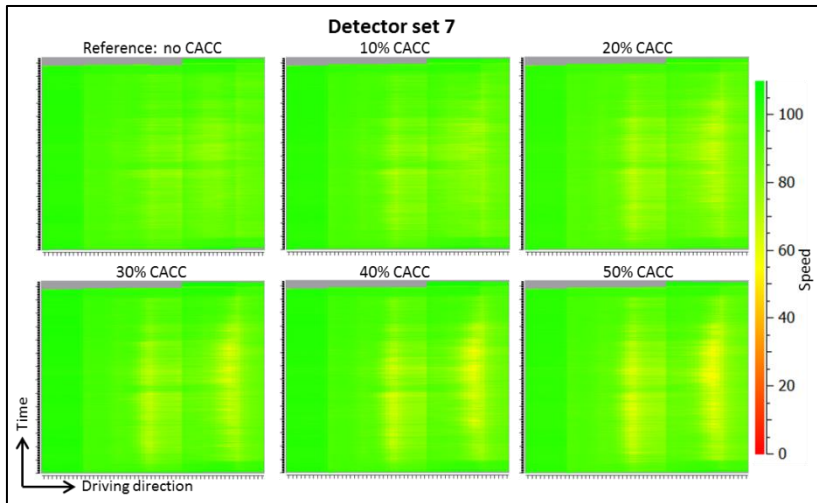 Detector set 7
Reference: no CACC
10% CACC
20% CACC
30% CACC
40% CACC
50% CACC
100
80
60
40
20
0
Speed
Time
Driving direction